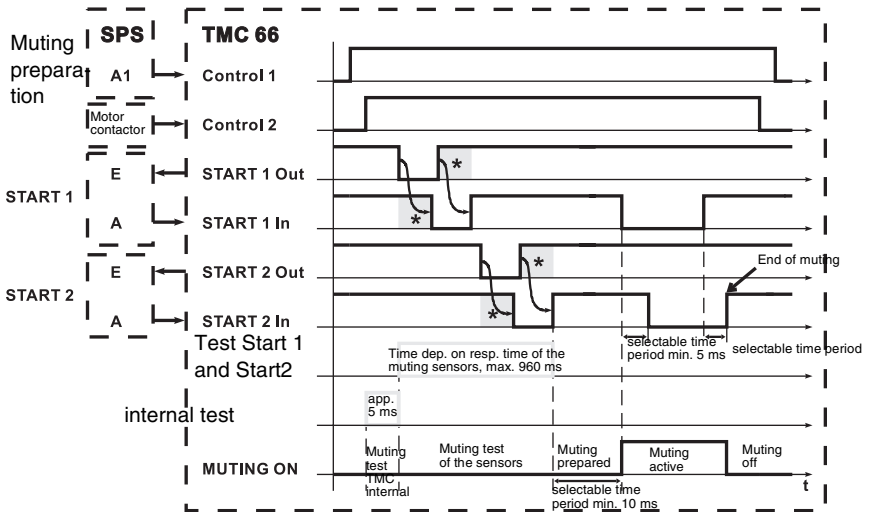 Muting
prepara-
tion
SPS
TMC 66
A1
Control 1
Motor
contactor
Control 2
START 1
E
START 1 Out
*
A
START 1 In
*
START 2
E
START 2 Out
*
End of muting
A
START 2 In
*
selectable time
period min. 5 ms
selectable time period
Test Start 1
and Start2
Time dep. on resp. time of the
muting sensors, max. 960 ms
internal test
app.
5 ms
MUTING ON
Muting
test
TMC
internal
Muting test
of the sensors
Muting
prepared
Muting
active
Muting
off
t
selectable time
period min. 10 ms